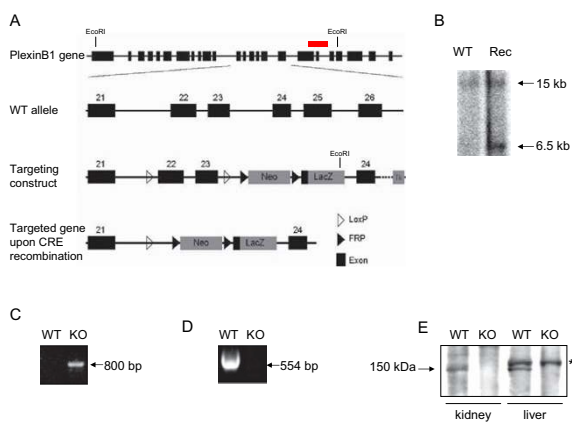 A
EcoRI
EcoRI
PlexinB1 gene
21
22
23
24
25
26
WT allele
EcoRI
Targeting
construct
21
22
23
Neo
LacZ
24
Targeted gene
upon CRE
recombination
21
Neo
LacZ
24
LoxP
FRP
Exon
B
WT Rec
15 kb
6.5 kb
C
WT KO
800 bp
D
WT KO
554 bp
E
WT KO WT KO
150 kDa
*
kidney liver